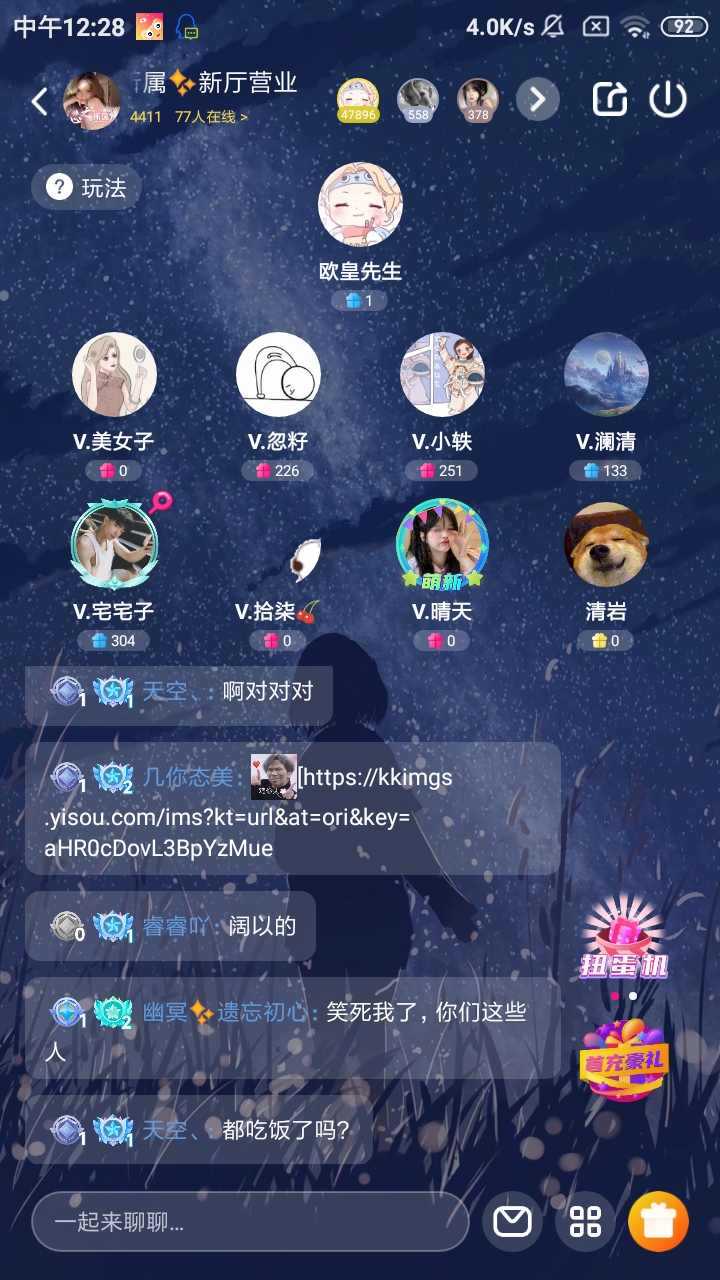 中午12:28
4.0K/s
92
属✨新厅营业
4411 77人在线 >
47896
558
378
? 玩法
欧皇先生
1
V.美女子
V.忽籽
V.小轶
V.澜清
0
226
251
133
萌新
V.宅宅子
V.拾柒🍒
V.晴天
清岩
304
0
0
0
1 1 天空、: 啊对对对
1 2 几你态美: [https://kkimgs
.yisou.com/ims?kt=url&at=ori&key=
aHR0cDovL3BpYzMue
0 1 睿睿吖: 阔以的
1 2 幽冥✨遗忘初心: 笑死我了，你们这些
人
扭蛋机
首充豪礼
1 1 天空、: 都吃饭了吗?
一起来聊聊...